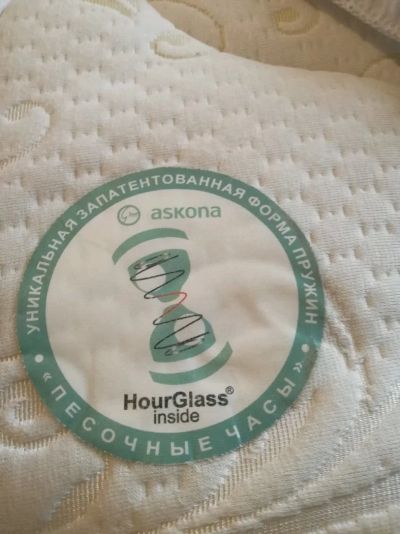 УНИКАЛЬНАЯ ЗАПАТЕНТОВАННАЯ ФОРМА ПРУЖИН
askona
HourGlass®
inside
• « ПЕСОЧНЫЕ ЧАСЫ » •